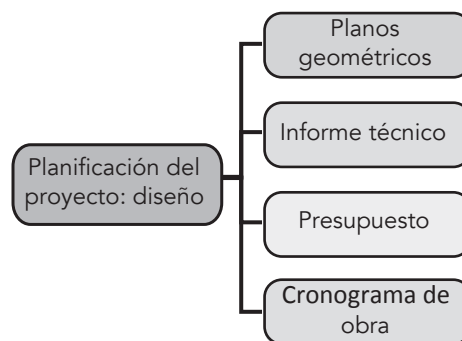 Planificación del
proyecto: diseño
Planos
geométricos
Informe técnico
Presupuesto
Cronograma de
obra